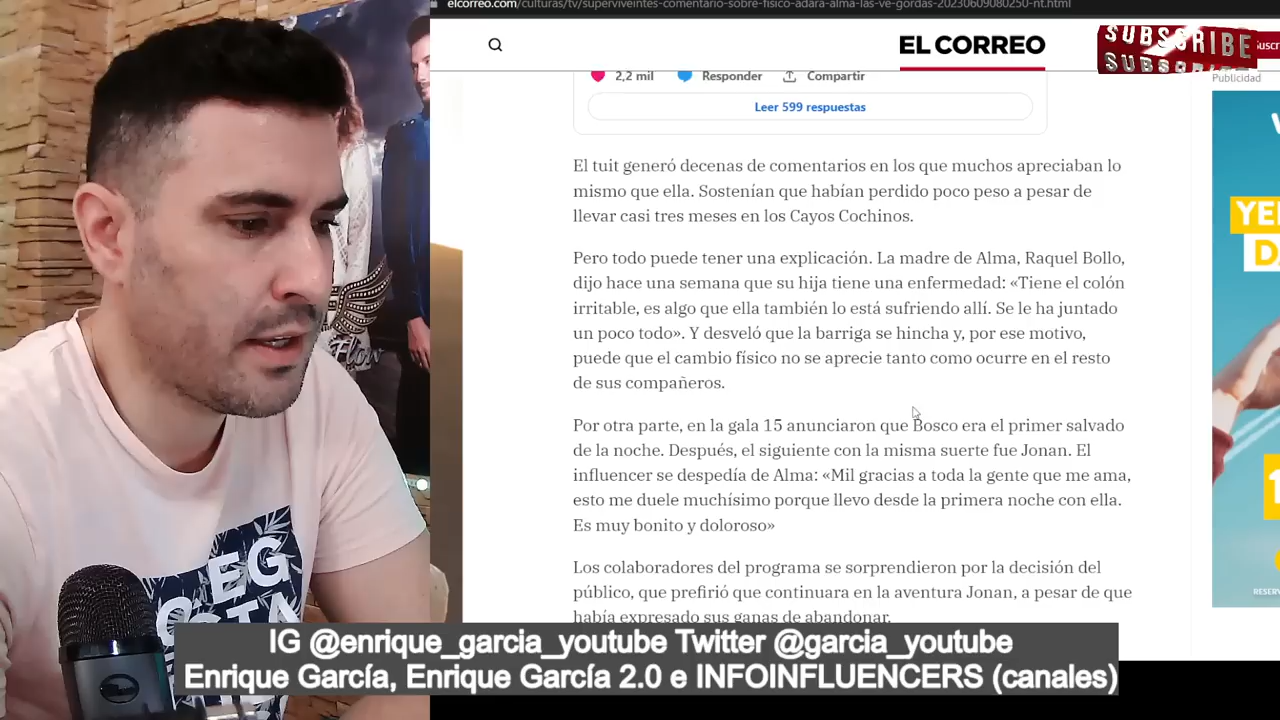 elcorreo.com/culturas/tv/superviveintes-comentario-sobre-fisico-adara-alma-las-ve-gordas-20230609080250-nt.html
EL CORREO
SUBSCRIBE
SUBSCRIBE
Suscr
Publicidad
2,2 mil Responder Compartir
Leer 599 respuestas
El tuit generó decenas de comentarios en los que muchos apreciaban lo
mismo que ella. Sostenían que habían perdido poco peso a pesar de
llevar casi tres meses en los Cayos Cochinos.
Pero todo puede tener una explicación. La madre de Alma, Raquel Bollo,
dijo hace una semana que su hija tiene una enfermedad: «Tiene el colón
irritable, es algo que ella también lo está sufriendo allí. Se le ha juntado
un poco todo». Y desveló que la barriga se hincha y, por ese motivo,
puede que el cambio físico no se aprecie tanto como ocurre en el resto
de sus compañeros.
Por otra parte, en la gala 15 anunciaron que Bosco era el primer salvado
de la noche. Después, el siguiente con la misma suerte fue Jonan. El
influencer se despedía de Alma: «Mil gracias a toda la gente que me ama,
esto me duele muchísimo porque llevo desde la primera noche con ella.
Es muy bonito y doloroso»
Los colaboradores del programa se sorprendieron por la decisión del
público, que prefirió que continuara en la aventura Jonan, a pesar de que
había expresado sus ganas de abandonar.
Flow
IG @enrique_garcia_youtube Twitter @garcia_youtube
Enrique García, Enrique García 2.0 e INFOINFLUENCERS (canales)